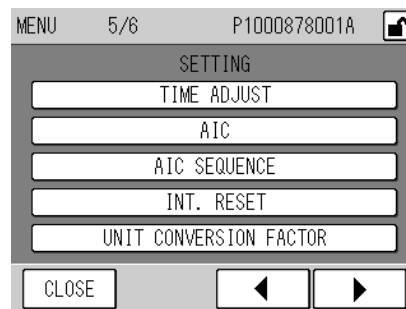 MENU 5/6 P1000878001A
SETTING
TIME ADJUST
AIC
AIC SEQUENCE
INT. RESET
UNIT CONVERSION FACTOR
CLOSE